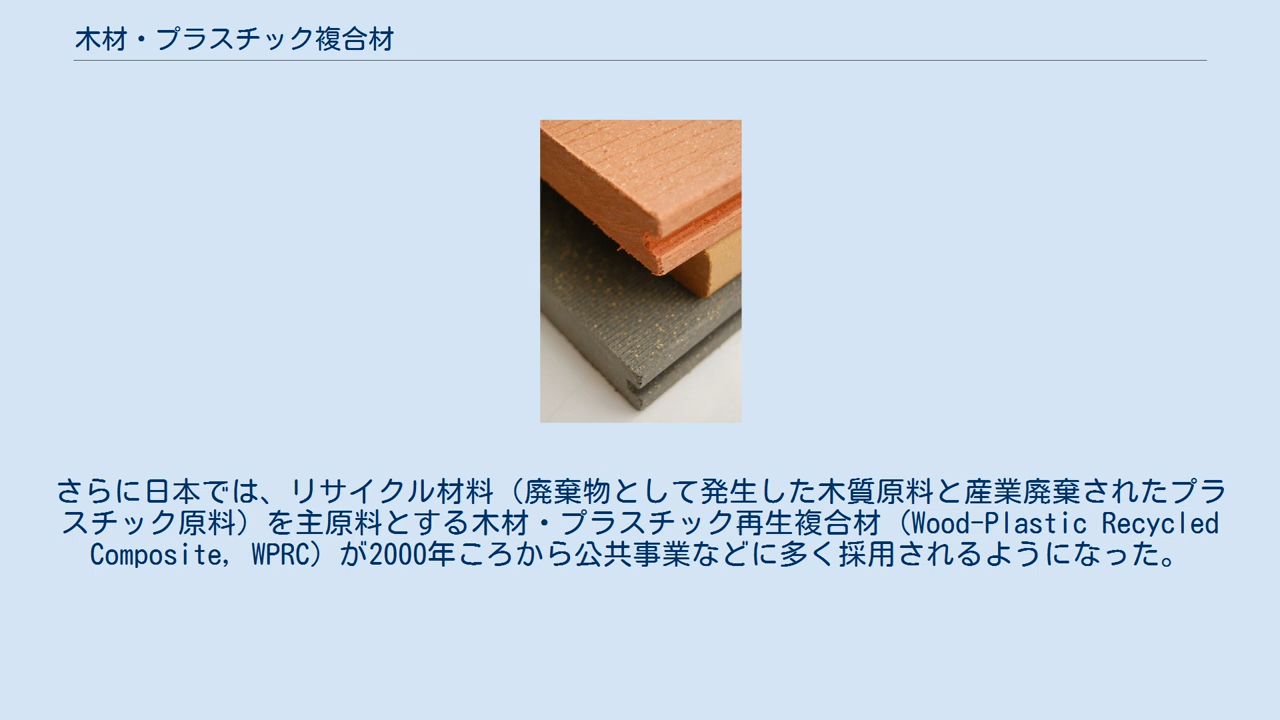 木材・プラスチック複合材
さらに日本では、リサイクル材料（廃棄物として発生した木質原料と産業廃棄されたプラ
スチック原料）を主原料とする木材・プラスチック再生複合材（Wood-Plastic Recycled
Composite, WPRC）が2000年ころから公共事業などに多く採用されるようになった。